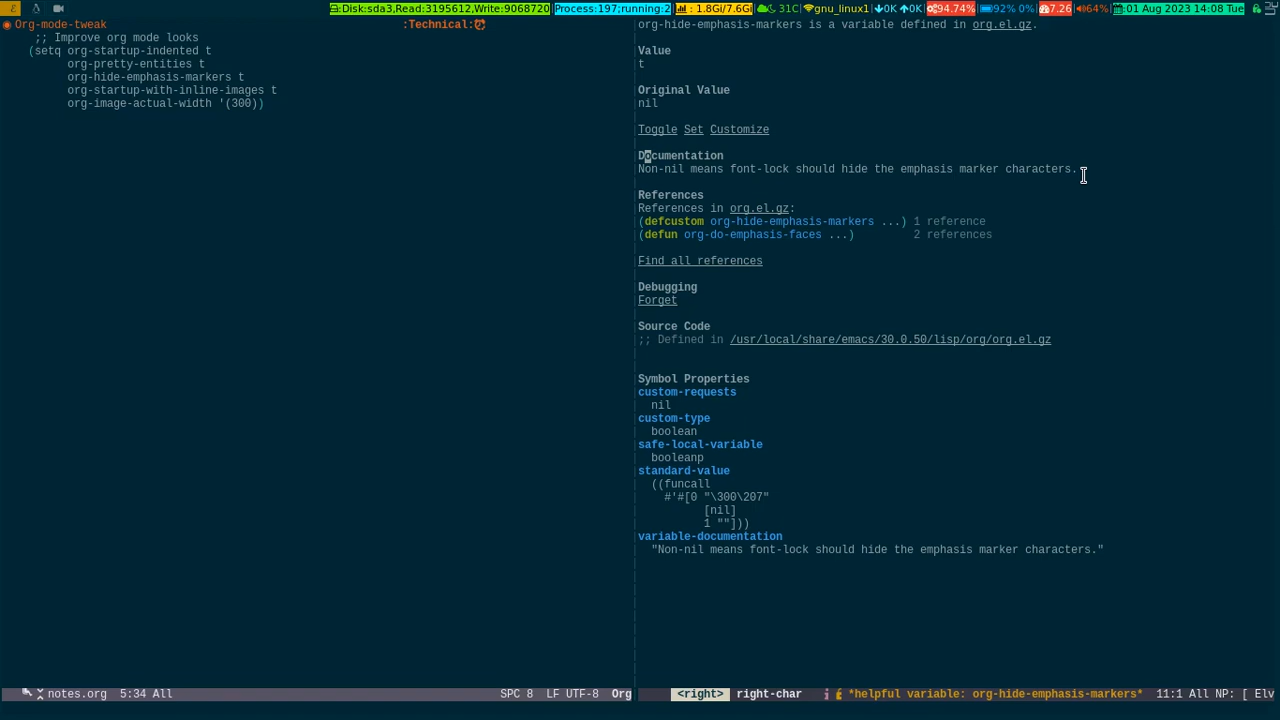 Disk:sda3,Read:3195612,Write:9068720 Process:197;running:2 : 1.8Gi/7.6Gi 31C gnu_linux1 0K 0K 94.74% 92% 0% 7.26 64% :01 Aug 2023 14:08 Tue
Org-mode-tweak :Technical:
;; Improve org mode looks
(setq org-startup-indented t
org-pretty-entities t
org-hide-emphasis-markers t
org-startup-with-inline-images t
org-image-actual-width '(300))
notes.org 5:34 All SPC 8 LF UTF-8 Org
org-hide-emphasis-markers is a variable defined in org.el.gz.
Value
t
Original Value
nil
Toggle Set Customize
Documentation
Non-nil means font-lock should hide the emphasis marker characters.
References
References in org.el.gz:
(defcustom org-hide-emphasis-markers ...) 1 reference
(defun org-do-emphasis-faces ...) 2 references
Find all references
Debugging
Forget
Source Code
;; Defined in /usr/local/share/emacs/30.0.50/lisp/org/org.el.gz
Symbol Properties
custom-requests
nil
custom-type
boolean
safe-local-variable
booleanp
standard-value
((funcall
#'#[0 "\300\207"
[nil]
1 ""]))
variable-documentation
"Non-nil means font-lock should hide the emphasis marker characters."
<right> right-char *helpful variable: org-hide-emphasis-markers* 11:1 All NP: [ Elv